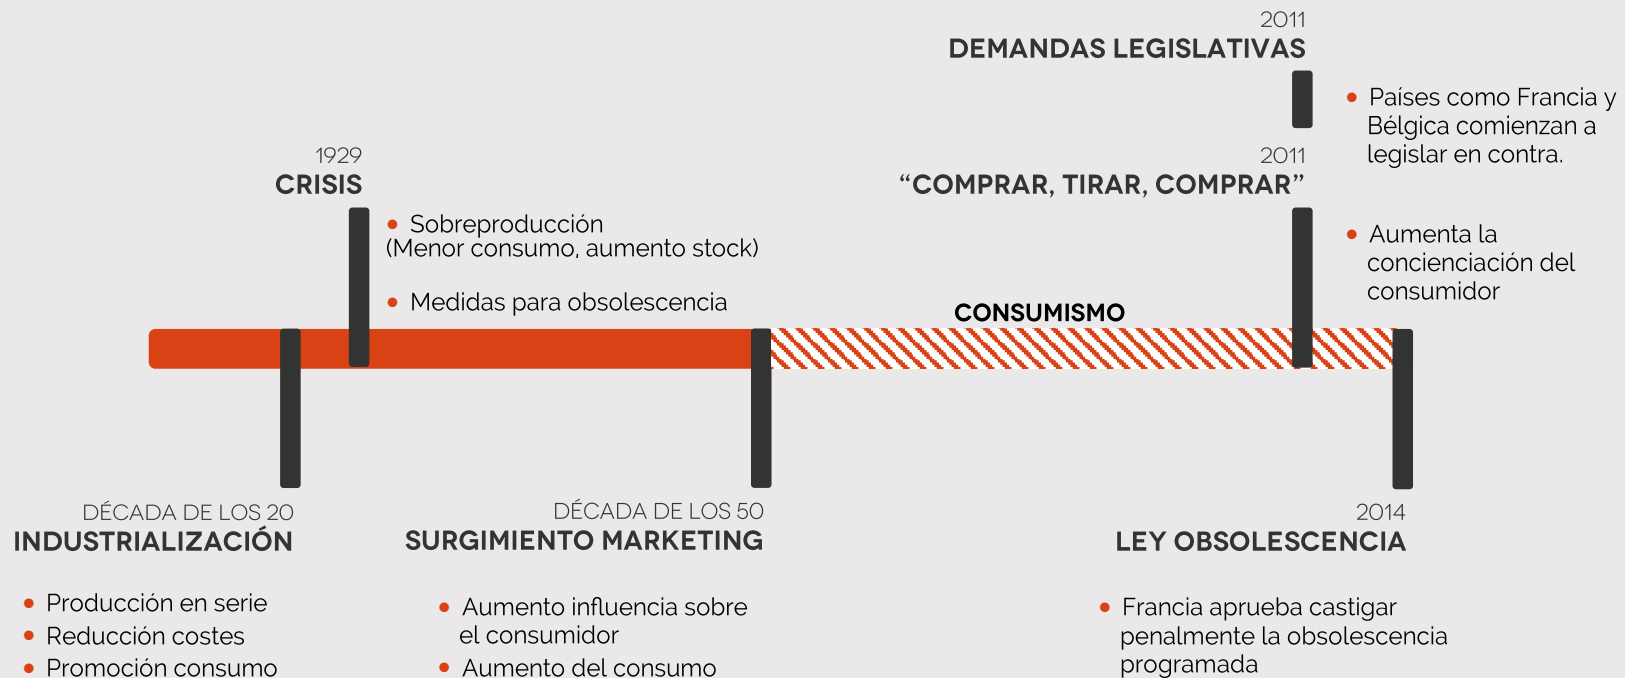 2011
DEMANDAS LEGISLATIVAS
• Países como Francia y
Bélgica comienzan a
legislar en contra.
1929
CRISIS
• Sobreproducción
(Menor consumo, aumento stock)
• Medidas para obsolescencia
2011
“COMPRAR, TIRAR, COMPRAR”
• Aumenta la
concienciación del
consumidor
CONSUMISMO
DÉCADA DE LOS 20
INDUSTRIALIZACIÓN
• Producción en serie
• Reducción costes
• Promoción consumo
DÉCADA DE LOS 50
SURGIMIENTO MARKETING
• Aumento influencia sobre
el consumidor
• Aumento del consumo
2014
LEY OBSOLESCENCIA
• Francia aprueba castigar
penalmente la obsolescencia
programada